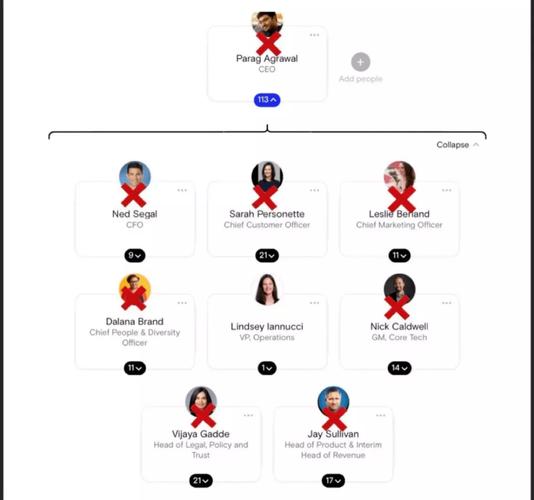 Parag Agrawal
CEO
113
Add people
Collapse
Ned Segal
CFO
9
Sarah Personette
Chief Customer Officer
21
Leslie Berland
Chief Marketing Officer
11
Dalana Brand
Chief People & Diversity
Officer
11
Lindsey Iannucci
VP, Operations
1
Nick Caldwell
GM, Core Tech
14
Vijaya Gadde
Head of Legal, Policy and
Trust
21
Jay Sullivan
Head of Product & Interim
Head of Revenue
17